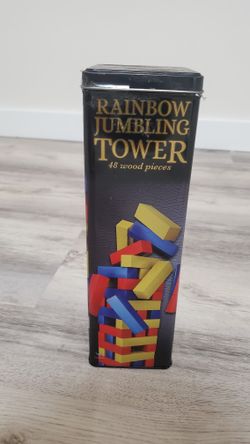 RAINBOW
JUMBLING
TOWER
48 wood pieces